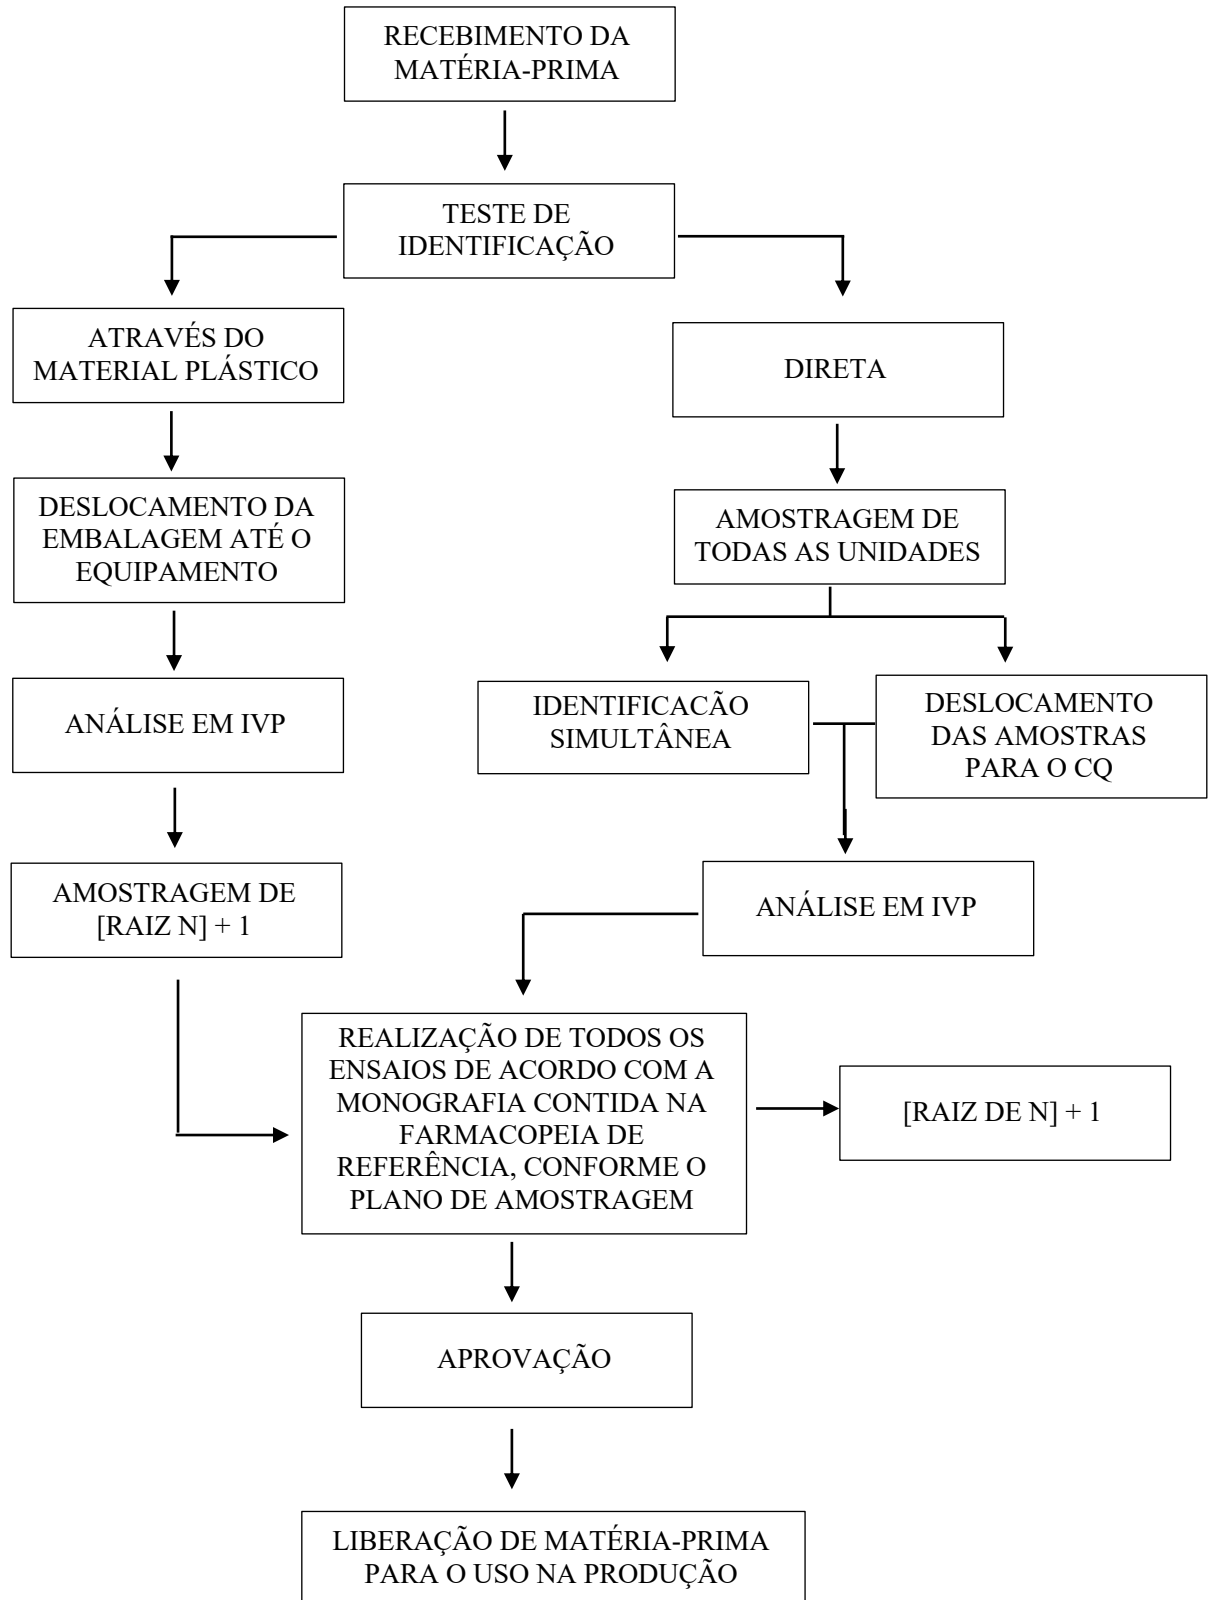 RECEBIMENTO DA
MATÉRIA-PRIMA
TESTE DE
IDENTIFICAÇÃO
ATRAVÉS DO
MATERIAL PLÁSTICO
DIRETA
DESLOCAMENTO DA
EMBALAGEM ATÉ O
EQUIPAMENTO
AMOSTRAGEM DE
TODAS AS UNIDADES
ANÁLISE EM IVP
IDENTIFICACÃO
SIMULTÂNEA
DESLOCAMENTO
DAS AMOSTRAS
PARA O CQ
AMOSTRAGEM DE
[RAIZ N] + 1
ANÁLISE EM IVP
REALIZAÇÃO DE TODOS OS
ENSAIOS DE ACORDO COM A
MONOGRAFIA CONTIDA NA
FARMACOPEIA DE
REFERÊNCIA, CONFORME O
PLANO DE AMOSTRAGEM
[RAIZ DE N] + 1
APROVAÇÃO
LIBERAÇÃO DE MATÉRIA-PRIMA
PARA O USO NA PRODUÇÃO